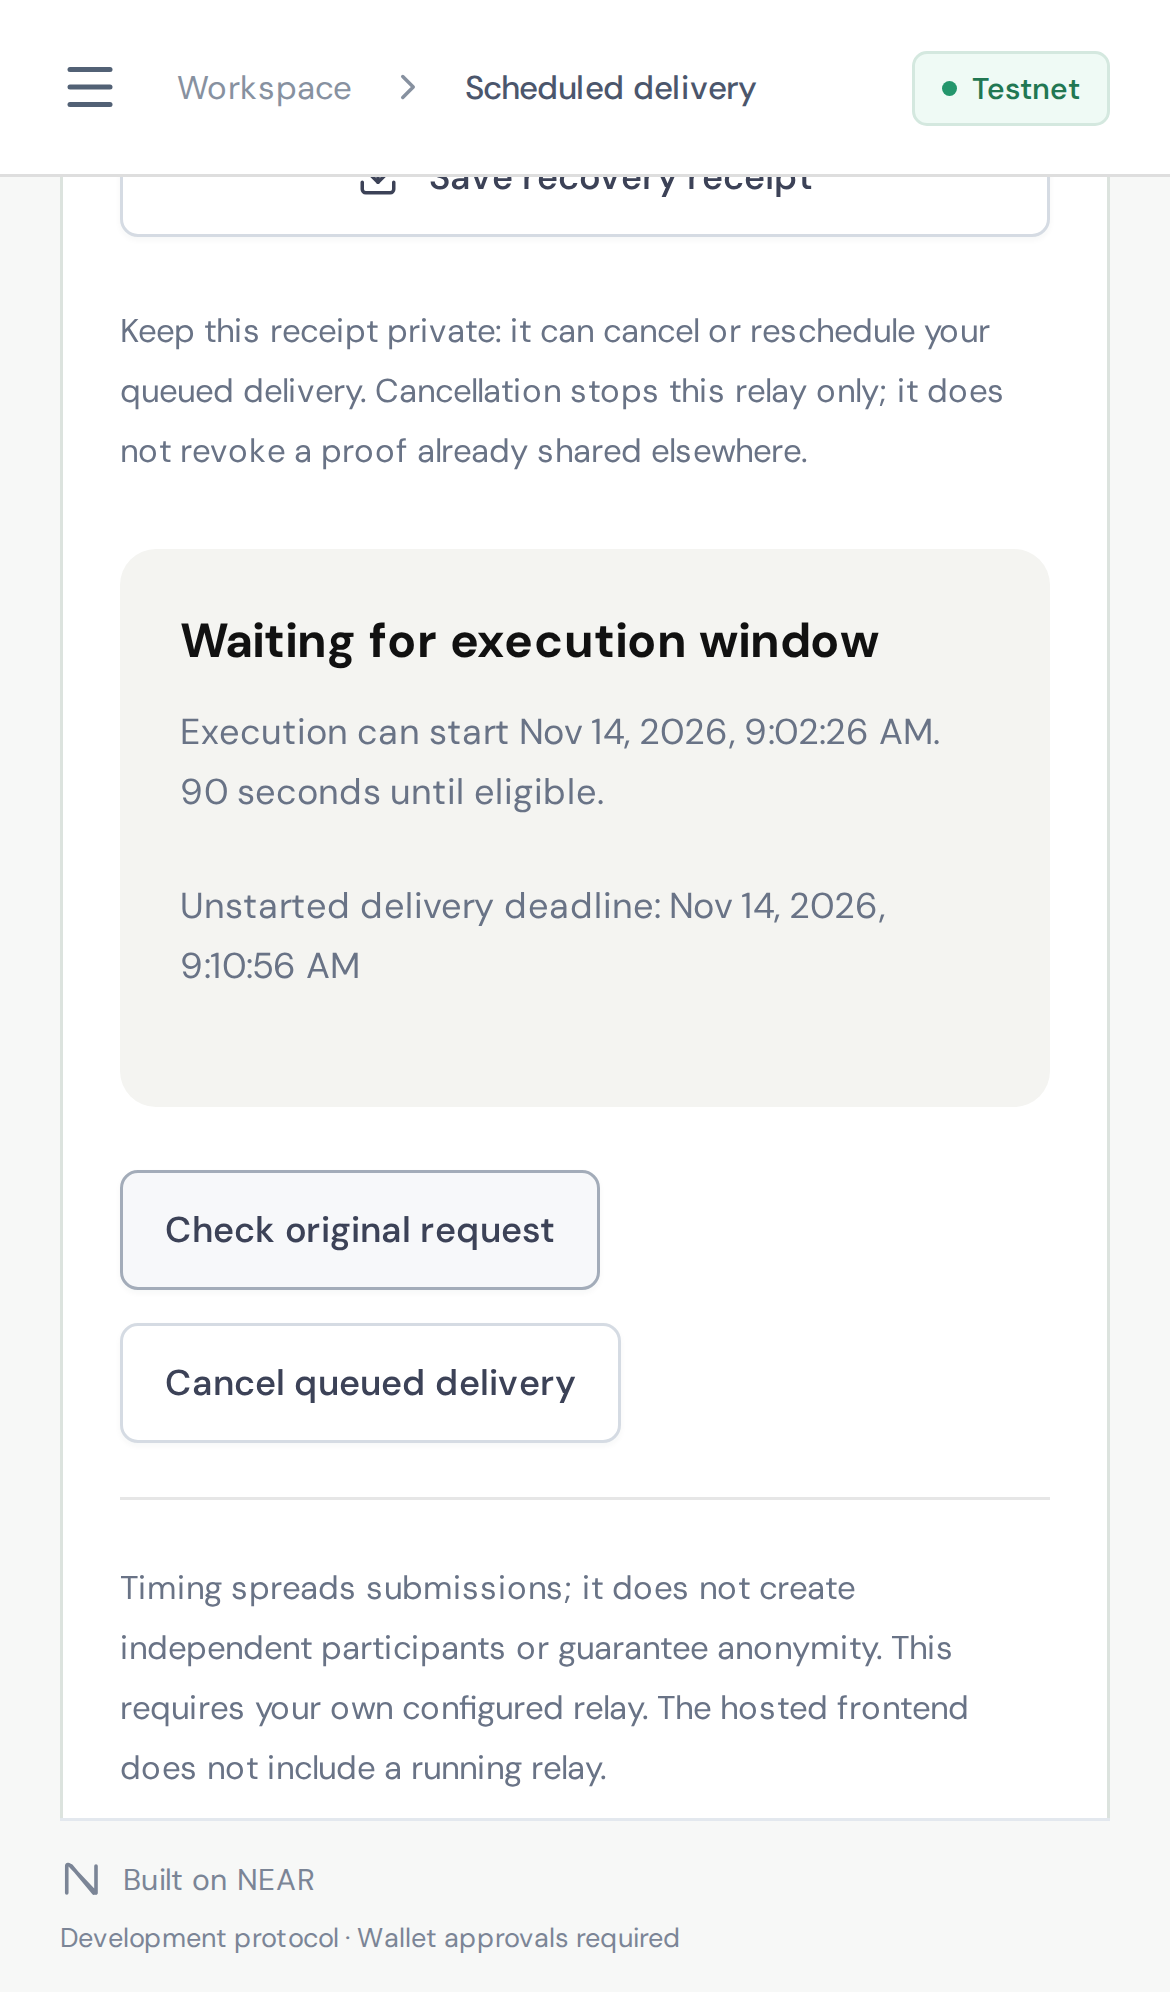 Workspace
Scheduled delivery
Testnet
Save recovery receipt
Keep this receipt private: it can cancel or reschedule your
queued delivery. Cancellation stops this relay only; it does
not revoke a proof already shared elsewhere.
Waiting for execution window
Execution can start Nov 14, 2026, 9:02:26 AM.
90 seconds until eligible.
Unstarted delivery deadline: Nov 14, 2026,
9:10:56 AM
Check original request
Cancel queued delivery
Timing spreads submissions; it does not create
independent participants or guarantee anonymity. This
requires your own configured relay. The hosted frontend
does not include a running relay.
Built on NEAR
Development protocol · Wallet approvals required